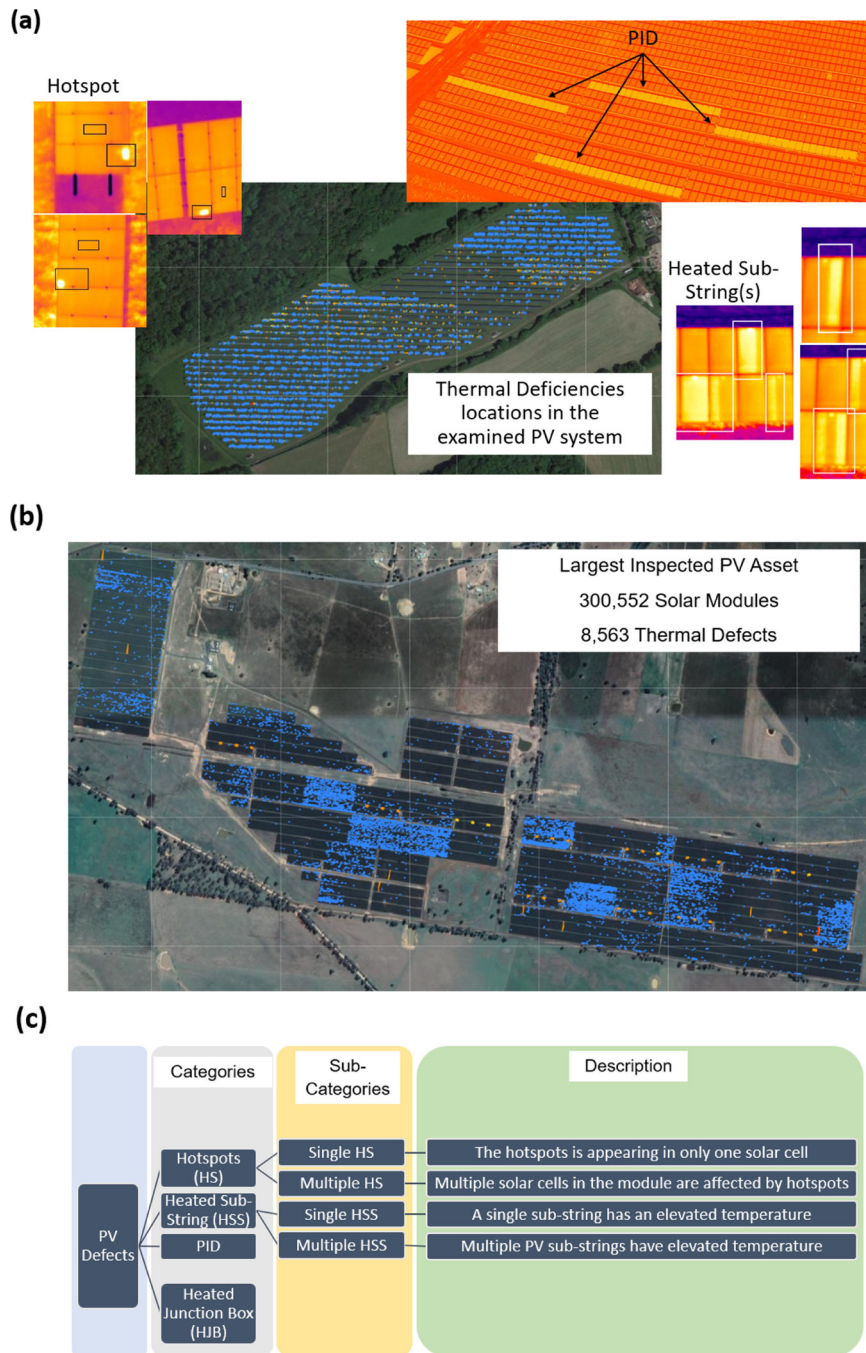 (a)
PID
Hotspot
Heated Sub-
String(s)
Thermal Deficiencies
locations in the
examined PV system
(b)
Largest Inspected PV Asset
300,552 Solar Modules
8,563 Thermal Defects
(c)
Categories
Sub-
Categories
Description
PV
Defects
Hotspots
(HS)
Single HS
The hotspots is appearing in only one solar cell
Multiple HS
Multiple solar cells in the module are affected by hotspots
Heated Sub-
String (HSS)
Single HSS
A single sub-string has an elevated temperature
Multiple HSS
Multiple PV sub-strings have elevated temperature
PID
Heated
Junction Box
(HJB)